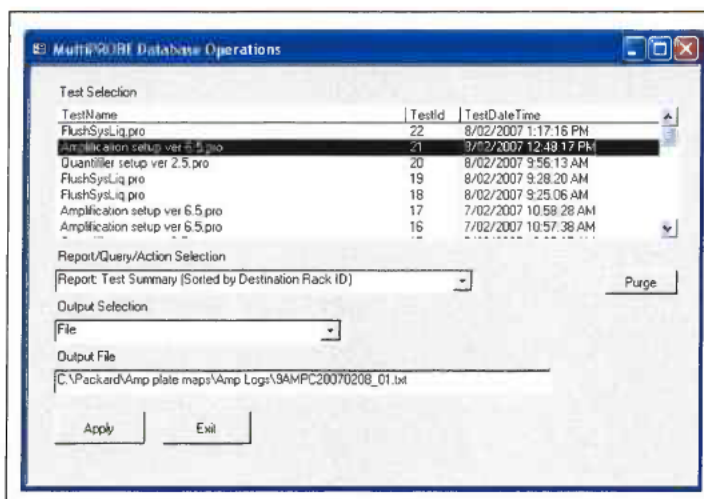 MultiPROBE Database Operations
Test Selection
TestName TestId TestDateTime
FlushSysLiq.pro 22 8/02/2007 1:17:16 PM
Amplification setup ver 6.5.pro 21 8/02/2007 12:48:17 PM
Quantifiler setup ver 2.5.pro 20 8/02/2007 9:56:13 AM
FlushSysLiq.pro 19 8/02/2007 9:28:20 AM
FlushSysLiq.pro 18 8/02/2007 9:25:06 AM
Amplification setup ver 6.5.pro 17 7/02/2007 10:58:28 AM
Amplification setup ver 6.5.pro 16 7/02/2007 10:57:38 AM
Report/Query/Action Selection
Report: Test Summary (Sorted by Destination Rack ID)
Purge
Output Selection
File
Output File
C:\Packard\Amp plate maps\Amp Logs\9AMPC20070208_01.txt
Apply Exit